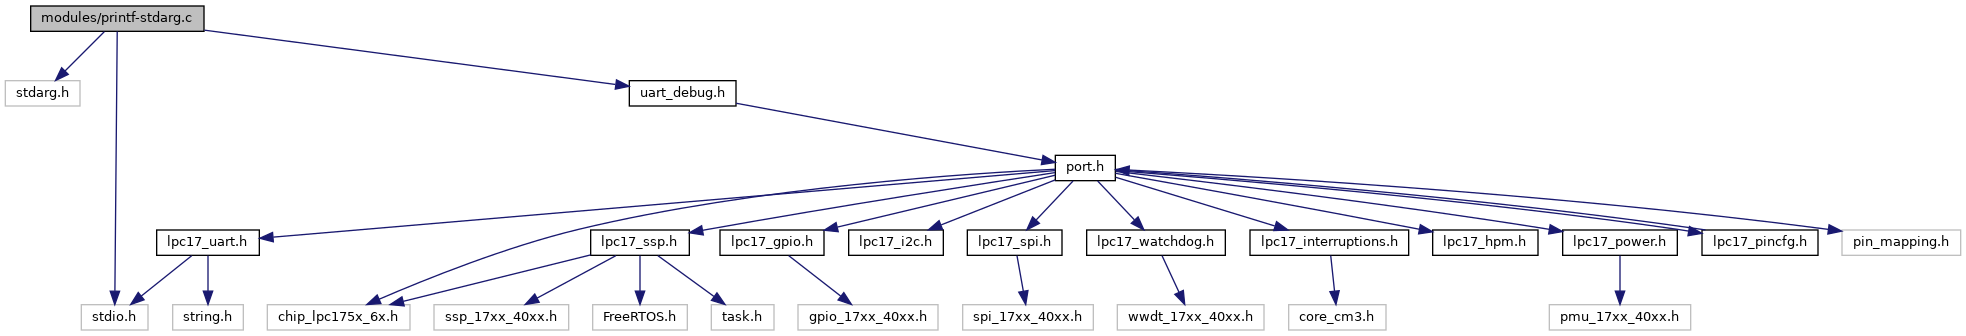 modules/printf-stdarg.c
stdarg.h
uart_debug.h
port.h
lpc17_uart.h
lpc17_ssp.h
lpc17_gpio.h
lpc17_i2c.h
lpc17_spi.h
lpc17_watchdog.h
lpc17_interruptions.h
lpc17_hpm.h
lpc17_power.h
lpc17_pincfg.h
pin_mapping.h
stdio.h
string.h
chip_lpc175x_6x.h
ssp_17xx_40xx.h
FreeRTOS.h
task.h
gpio_17xx_40xx.h
spi_17xx_40xx.h
wwdt_17xx_40xx.h
core_cm3.h
pmu_17xx_40xx.h